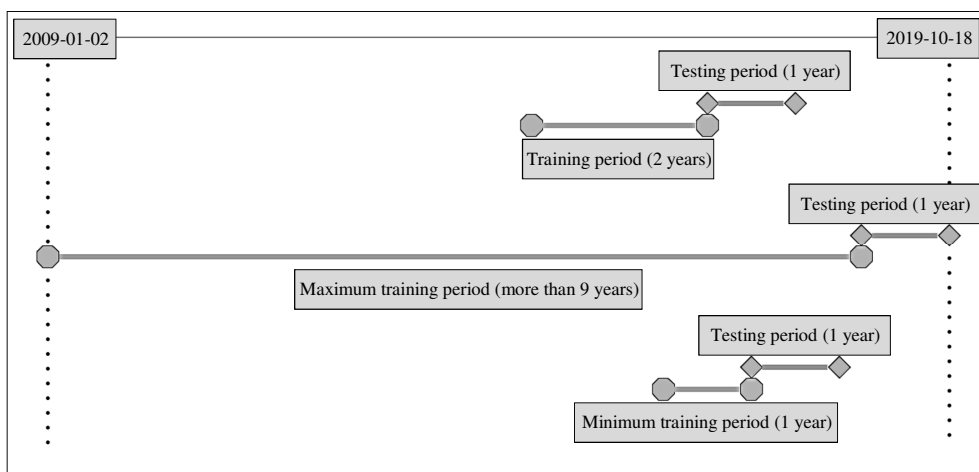 2009-01-02
2019-10-18
Testing period (1 year)
Training period (2 years)
Testing period (1 year)
Maximum training period (more than 9 years)
Testing period (1 year)
Minimum training period (1 year)